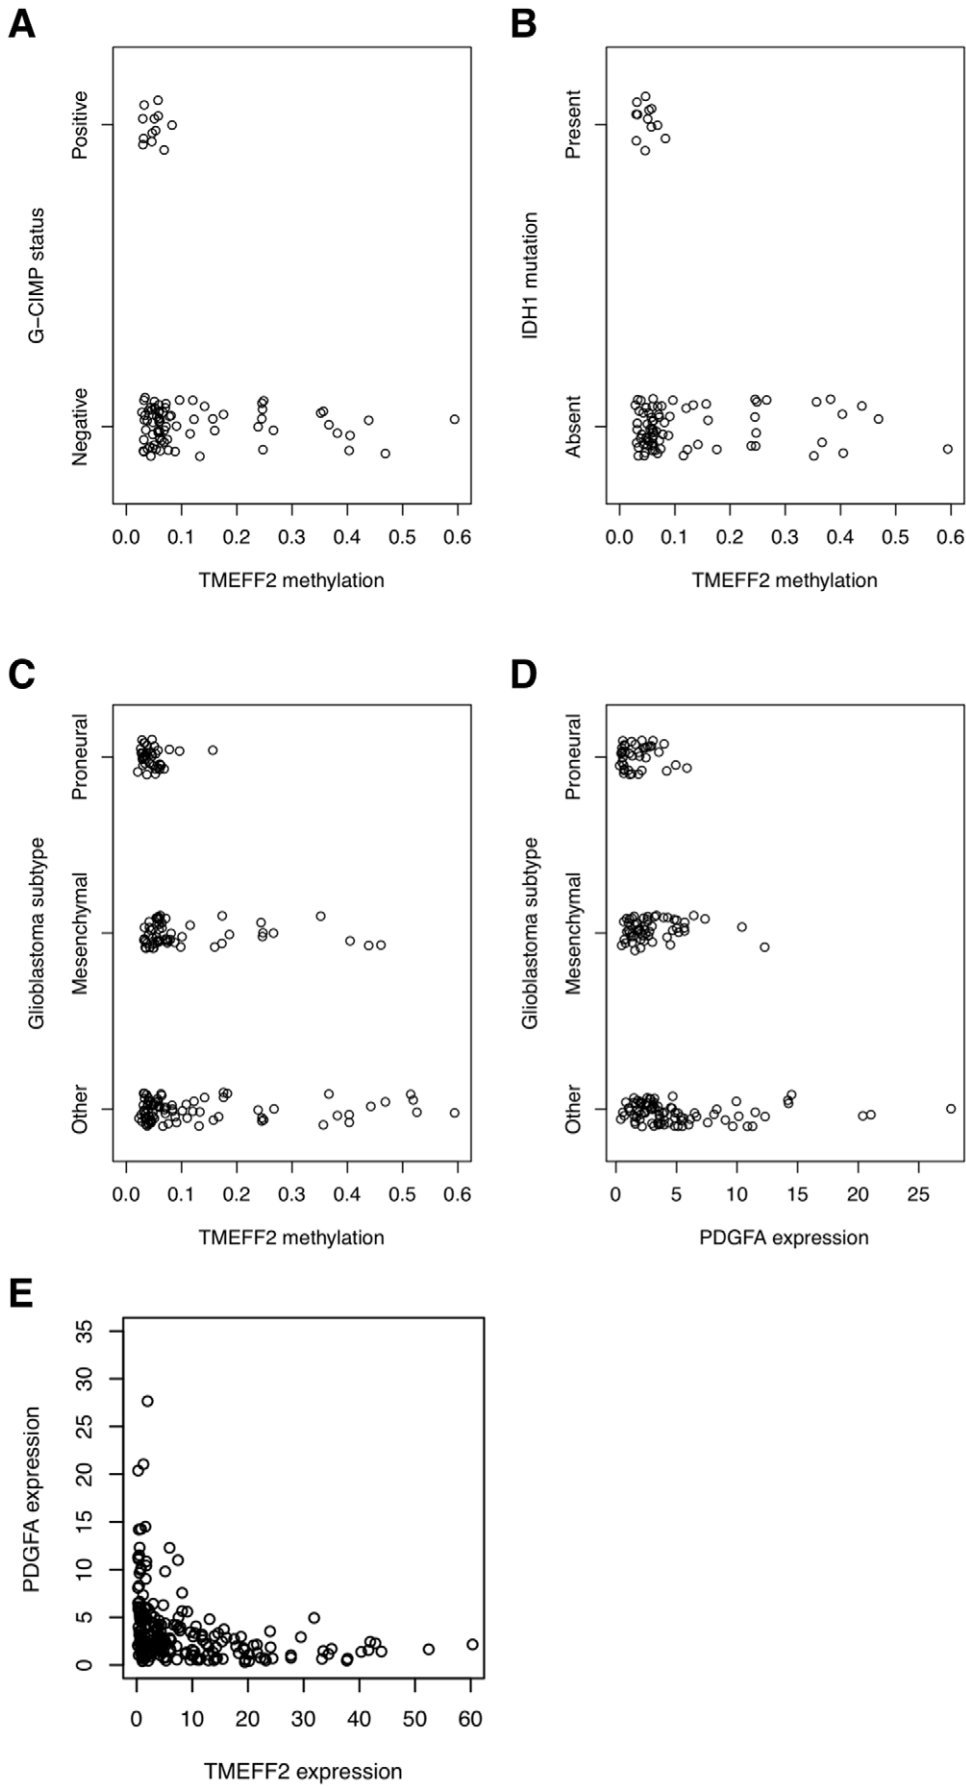 A
Positive
G−CIMP status
Negative
0.0 0.1 0.2 0.3 0.4 0.5 0.6
TMEFF2 methylation
B
Present
IDH1 mutation
Absent
0.0 0.1 0.2 0.3 0.4 0.5 0.6
TMEFF2 methylation
C
Proneural
Mesenchymal
Other
Glioblastoma subtype
0.0 0.1 0.2 0.3 0.4 0.5 0.6
TMEFF2 methylation
D
Proneural
Mesenchymal
Other
Glioblastoma subtype
0 5 10 15 20 25
PDGFA expression
E
35
30
25
20
15
10
5
0
PDGFA expression
0 10 20 30 40 50 60
TMEFF2 expression